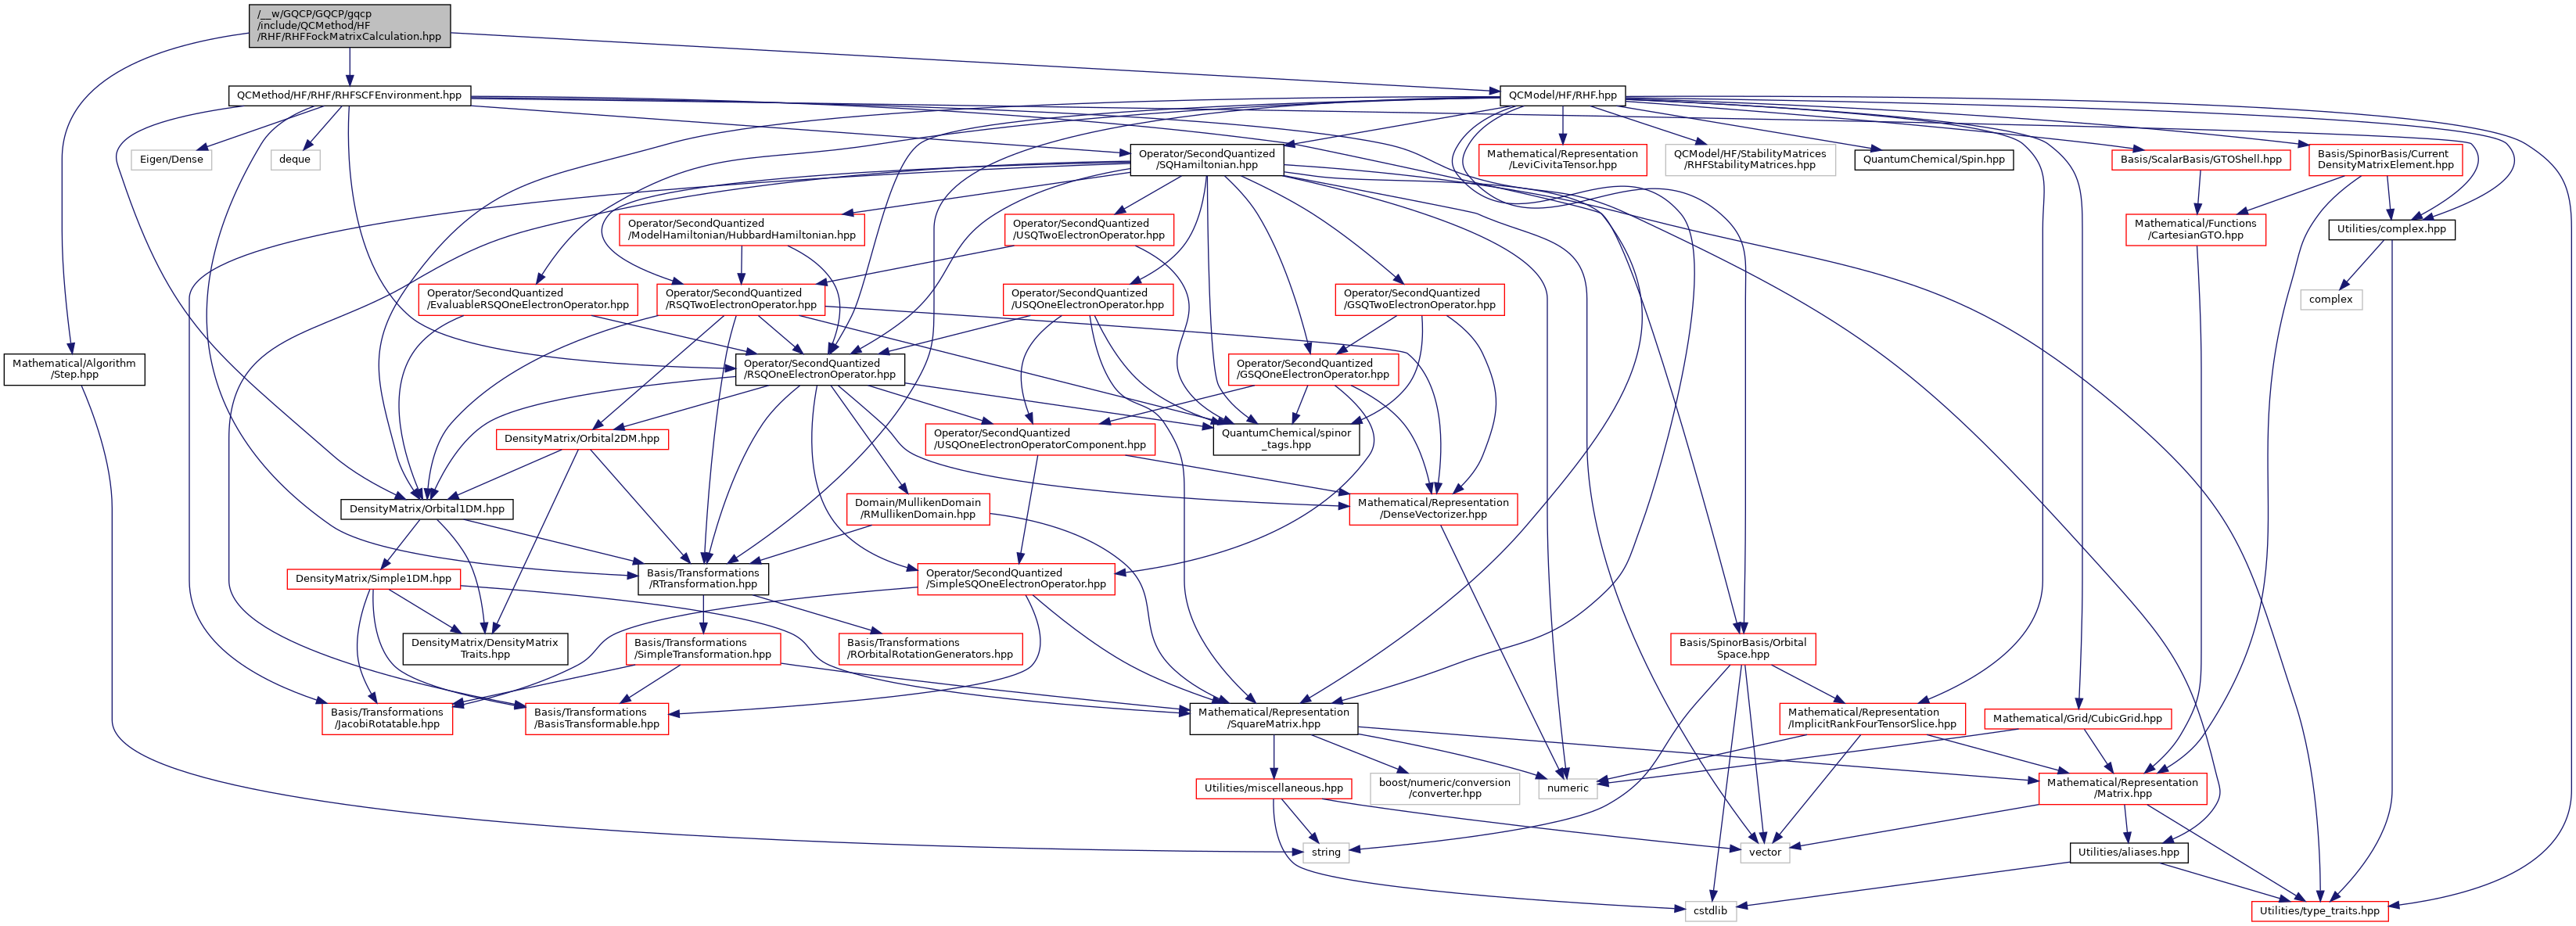 /__w/GQCP/GQCP/gqcp
/include/QCMethod/HF
/RHF/RHFFockMatrixCalculation.hpp
QCMethod/HF/RHF/RHFSCFEnvironment.hpp
QCModel/HF/RHF.hpp
Eigen/Dense
deque
Operator/SecondQuantized
/SQHamiltonian.hpp
Mathematical/Representation
/LeviCivitaTensor.hpp
QCModel/HF/StabilityMatrices
/RHFStabilityMatrices.hpp
QuantumChemical/Spin.hpp
Basis/ScalarBasis/GTOShell.hpp
Basis/SpinorBasis/Current
DensityMatrixElement.hpp
Operator/SecondQuantized
/ModelHamiltonian/HubbardHamiltonian.hpp
Operator/SecondQuantized
/USQTwoElectronOperator.hpp
Mathematical/Functions
/CartesianGTO.hpp
Utilities/complex.hpp
Operator/SecondQuantized
/EvaluableRSQOneElectronOperator.hpp
Operator/SecondQuantized
/RSQTwoElectronOperator.hpp
Operator/SecondQuantized
/USQOneElectronOperator.hpp
Operator/SecondQuantized
/GSQTwoElectronOperator.hpp
complex
Mathematical/Algorithm
/Step.hpp
Operator/SecondQuantized
/RSQOneElectronOperator.hpp
Operator/SecondQuantized
/GSQOneElectronOperator.hpp
DensityMatrix/Orbital2DM.hpp
Operator/SecondQuantized
/USQOneElectronOperatorComponent.hpp
QuantumChemical/spinor
_tags.hpp
DensityMatrix/Orbital1DM.hpp
Domain/MullikenDomain
/RMullikenDomain.hpp
Mathematical/Representation
/DenseVectorizer.hpp
DensityMatrix/Simple1DM.hpp
Basis/Transformations
/RTransformation.hpp
Operator/SecondQuantized
/SimpleSQOneElectronOperator.hpp
DensityMatrix/DensityMatrix
Traits.hpp
Basis/Transformations
/SimpleTransformation.hpp
Basis/Transformations
/ROrbitalRotationGenerators.hpp
Basis/SpinorBasis/Orbital
Space.hpp
Basis/Transformations
/JacobiRotatable.hpp
Basis/Transformations
/BasisTransformable.hpp
Mathematical/Representation
/SquareMatrix.hpp
Mathematical/Representation
/ImplicitRankFourTensorSlice.hpp
Mathematical/Grid/CubicGrid.hpp
Utilities/miscellaneous.hpp
boost/numeric/conversion
/converter.hpp
numeric
Mathematical/Representation
/Matrix.hpp
string
vector
Utilities/aliases.hpp
cstdlib
Utilities/type_traits.hpp